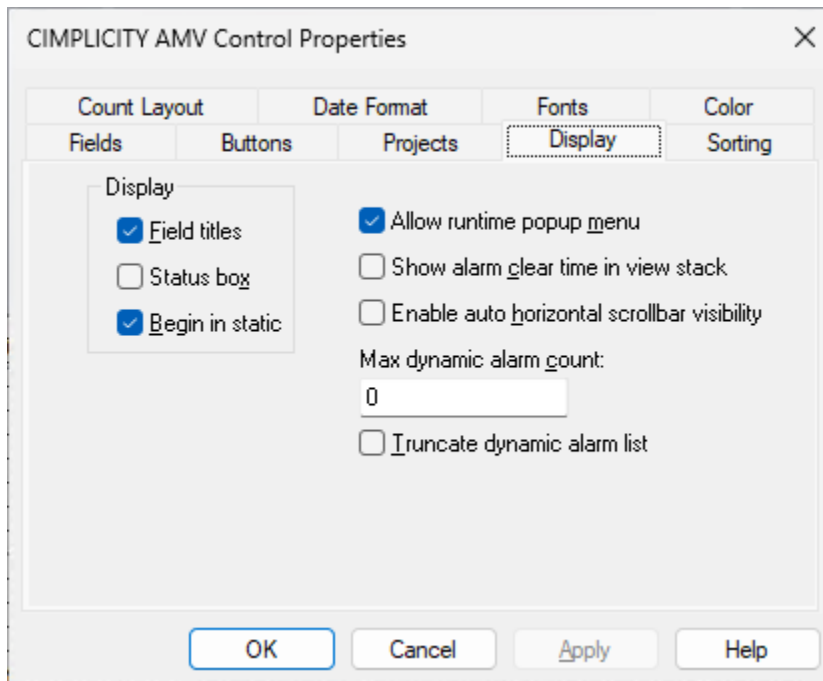 CIMPLICITY AMV Control Properties
Count Layout Date Format Fonts Color
Fields Buttons Projects Display Sorting
Display
Field titles
Status box
Begin in static
Allow runtime popup menu
Show alarm clear time in view stack
Enable auto horizontal scrollbar visibility
Max dynamic alarm count:
0
Truncate dynamic alarm list
OK Cancel Apply Help